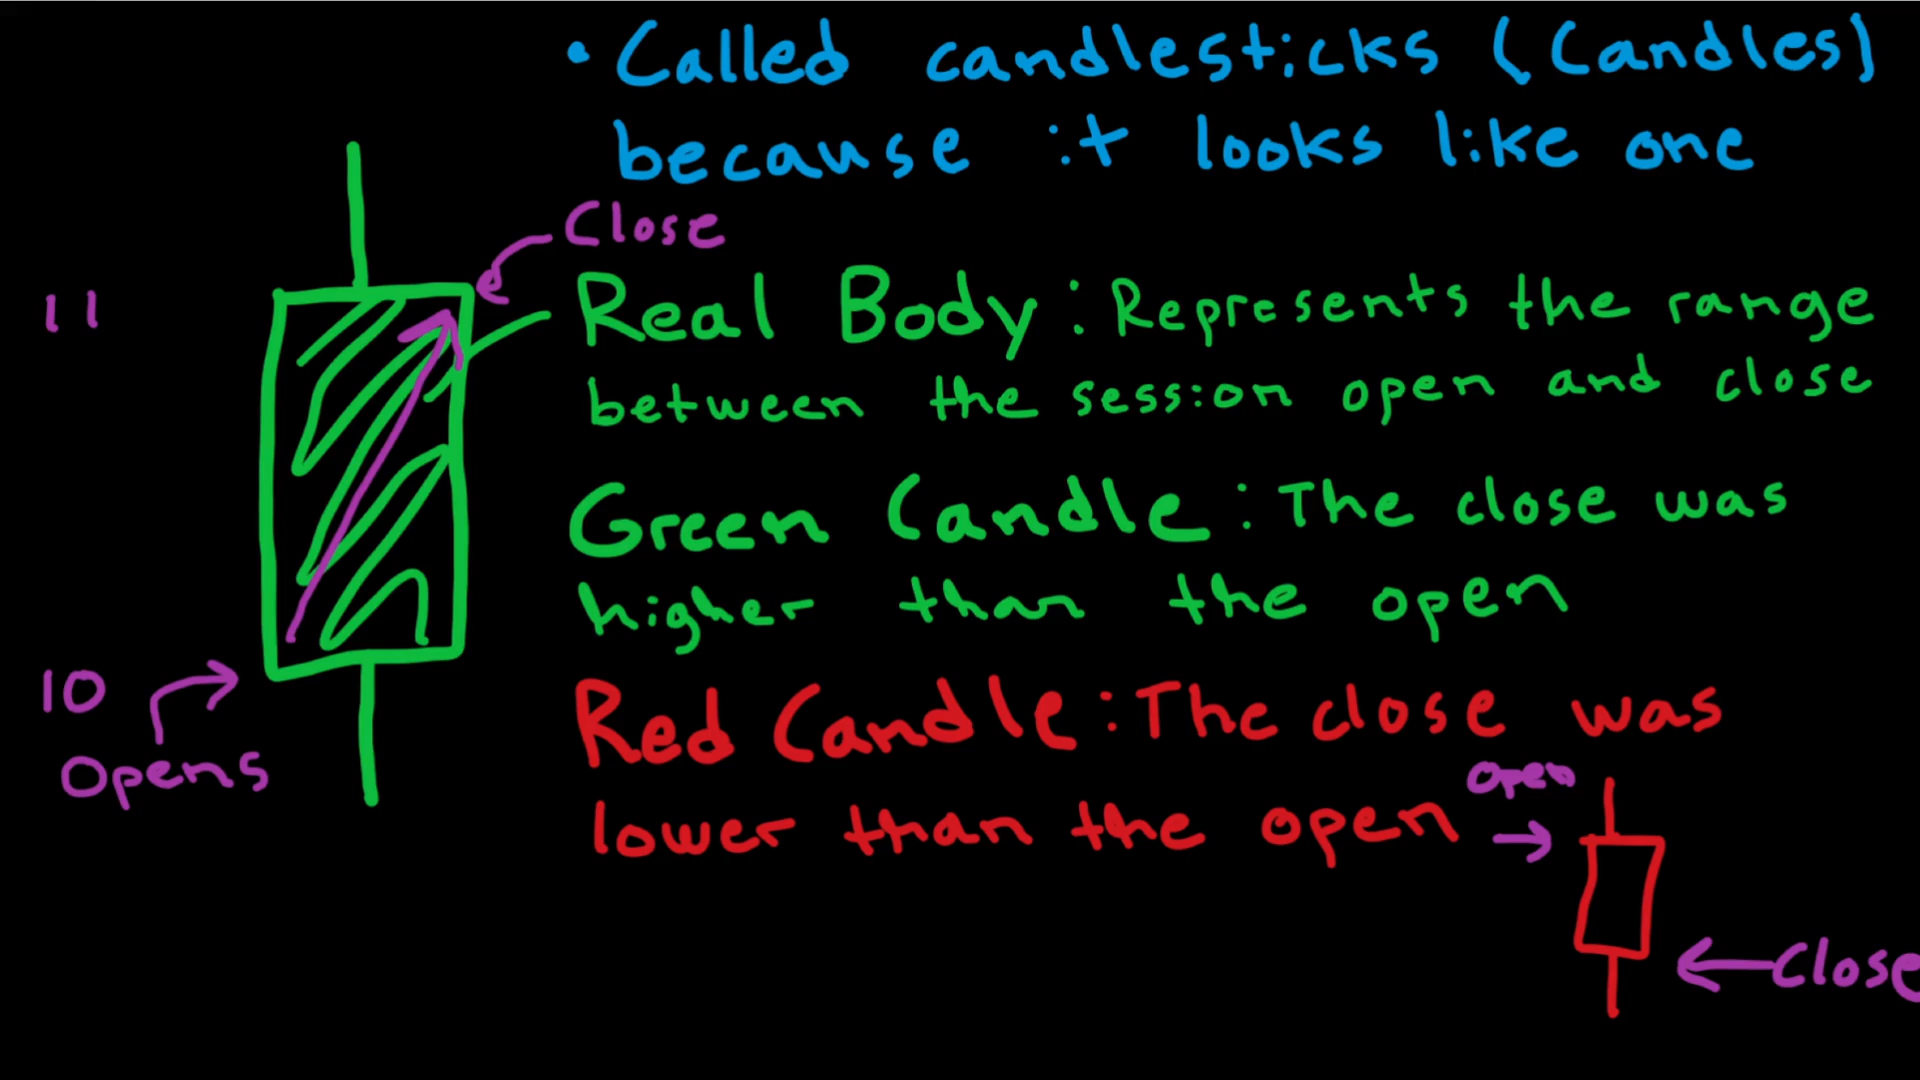 • Called candlesticks (Candles)
because it looks like one
Close
11
Real Body: Represents the range
between the session open and close
Green Candle: The close was
higher than the open
10
Opens
Red Candle: The close was
lower than the open
Open
Close